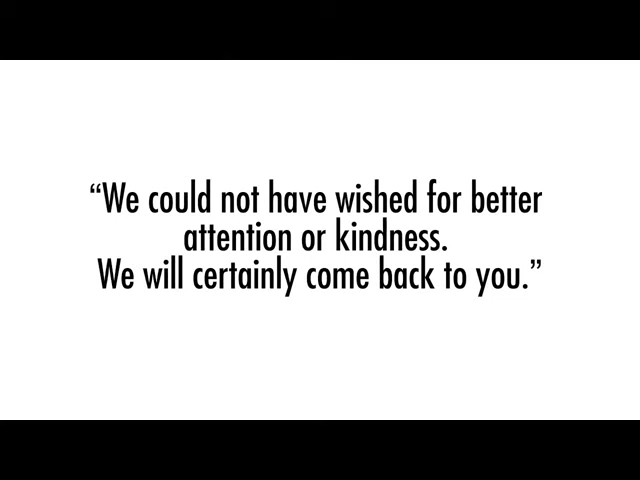 “We could not have wished for better
attention or kindness.
We will certainly come back to you.”